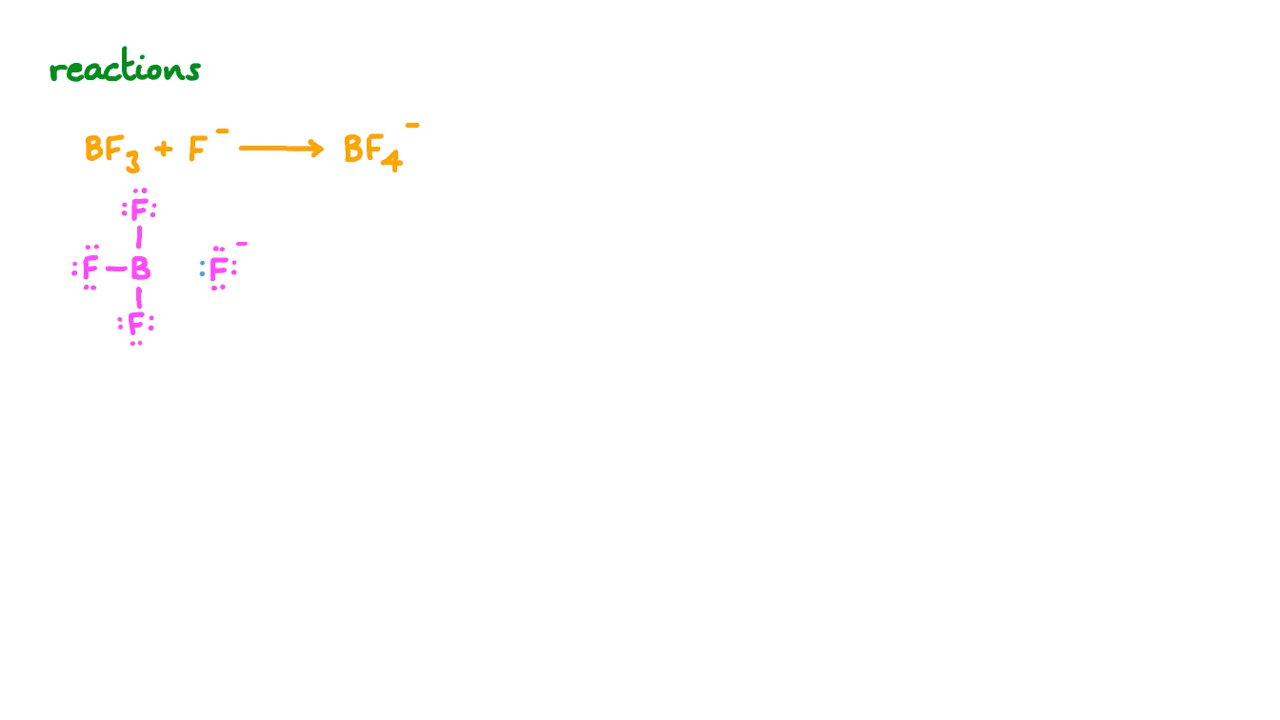 reactions
BF₃ + F⁻ ⟶ BF₄⁻
F
F–B F⁻
F